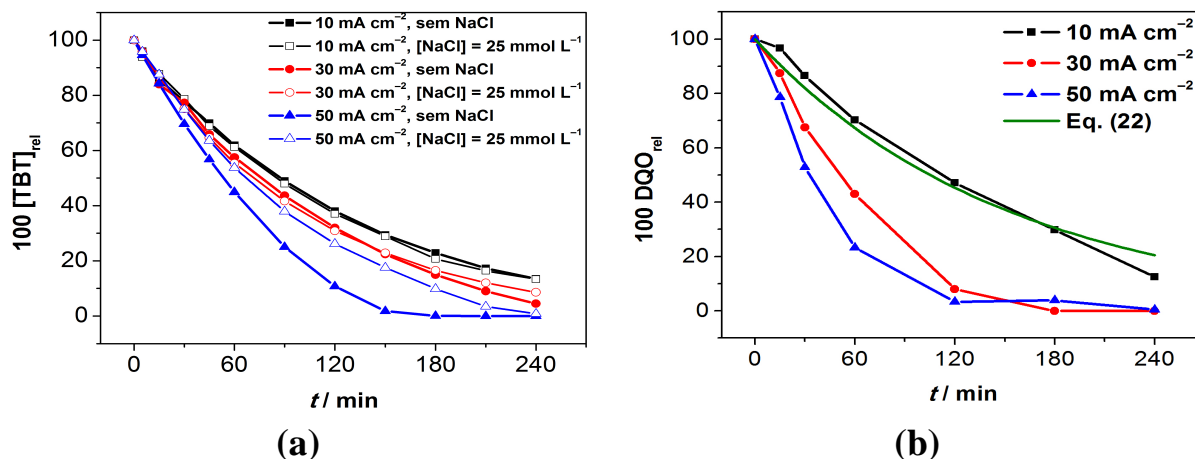 100 [TBT]rel
100
80
60
40
20
0
10 mA cm⁻², sem NaCl
10 mA cm⁻², [NaCl] = 25 mmol L⁻¹
30 mA cm⁻², sem NaCl
30 mA cm⁻², [NaCl] = 25 mmol L⁻¹
50 mA cm⁻², sem NaCl
50 mA cm⁻², [NaCl] = 25 mmol L⁻¹
0 60 120 180 240
t / min
(a)
100 DQOrel
100
80
60
40
20
0
10 mA cm⁻²
30 mA cm⁻²
50 mA cm⁻²
Eq. (22)
0 60 120 180 240
t / min
(b)